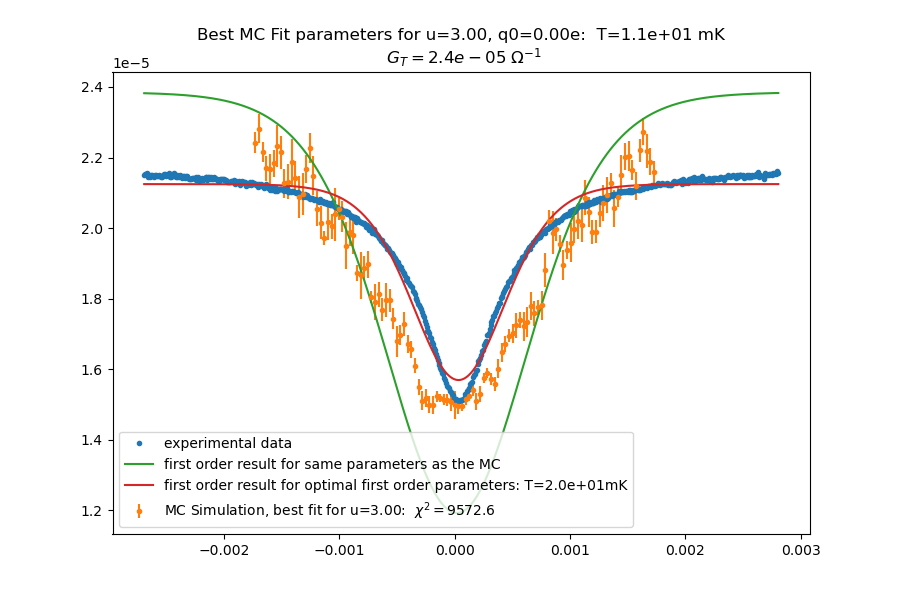 Best MC Fit parameters for u=3.00, q0=0.00e:  T=1.1e+01 mK
G_T = 2.4e − 05 Ω^{−1}
1e−5
2.4
2.2
2.0
1.8
1.6
1.4
1.2
experimental data
first order result for same parameters as the MC
first order result for optimal first order parameters: T=2.0e+01mK
MC Simulation, best fit for u=3.00:  χ^2 = 9572.6
−0.002 −0.001 0.000 0.001 0.002 0.003